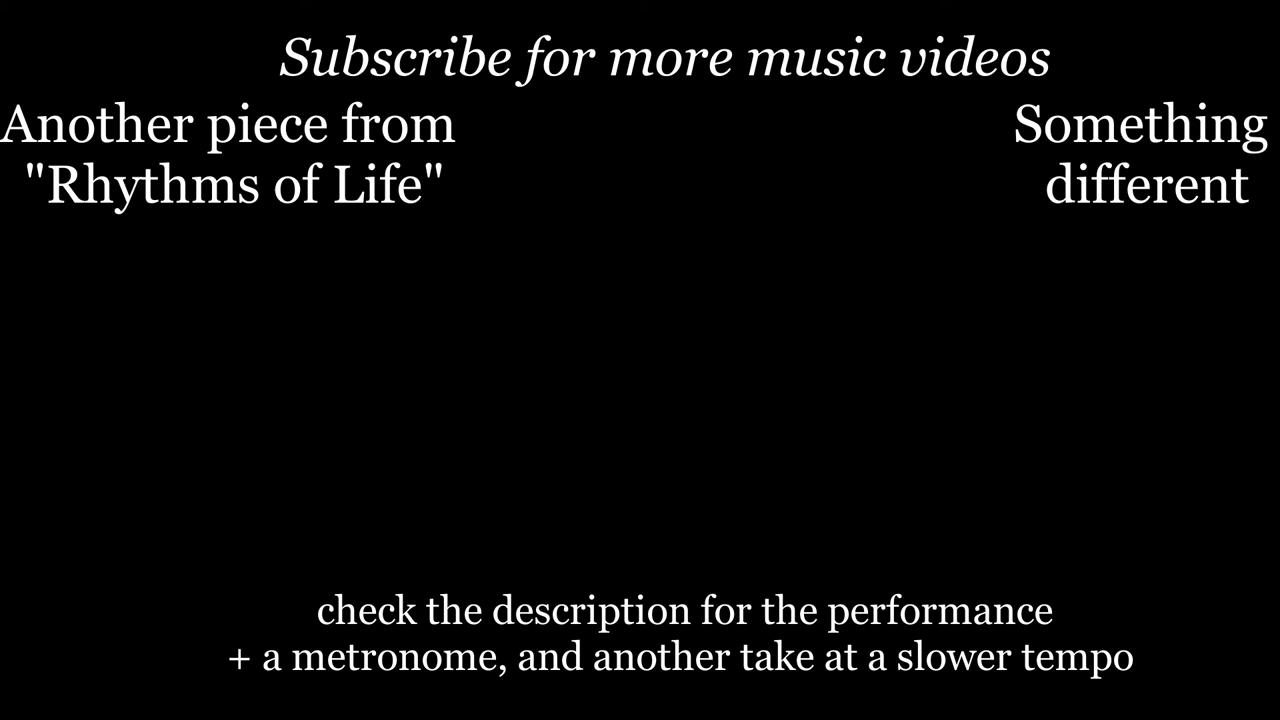 Subscribe for more music videos
Another piece from
"Rhythms of Life"
Something
different
check the description for the performance
+ a metronome, and another take at a slower tempo